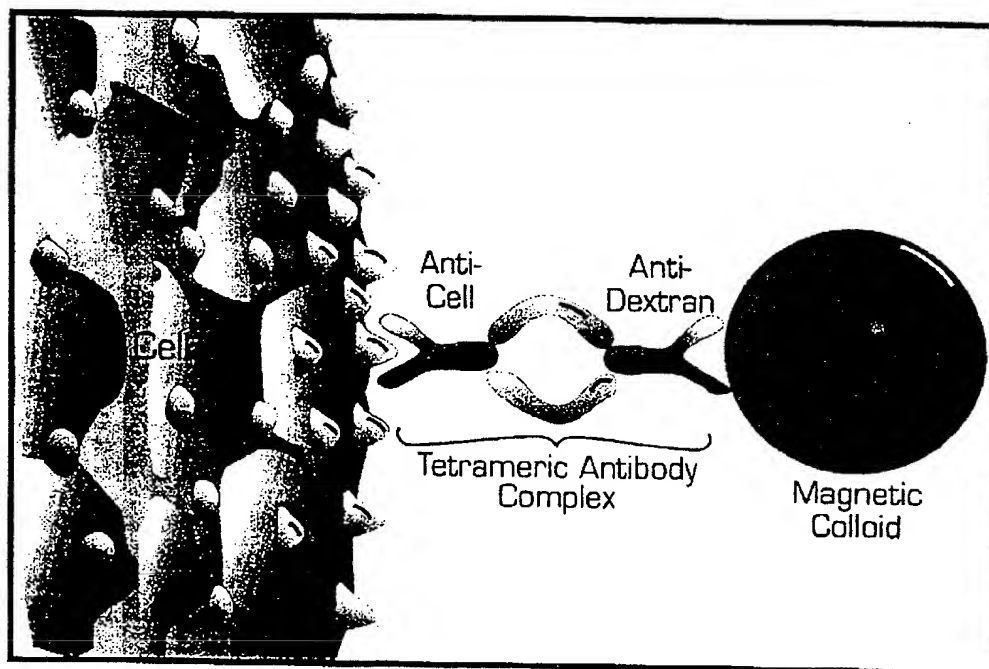 Cell
Anti-
Cell
Anti-
Dextran
Tetrameric Antibody
Complex
Magnetic
Colloid